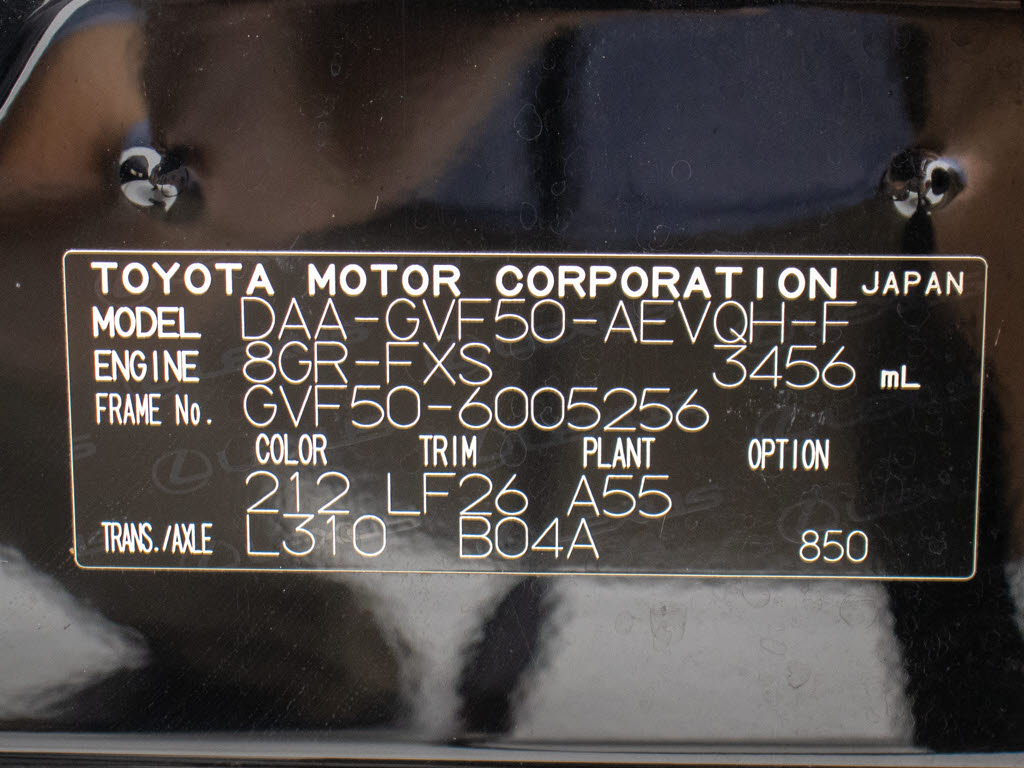 TOYOTA MOTOR CORPORATION JAPAN
MODEL DAA-GVF50-AEVQH-F
ENGINE 8GR-FXS 3456 mL
FRAME No. GVF50-6005256
COLOR TRIM PLANT OPTION
212 LF26 A55
TRANS./AXLE L310 B04A 850